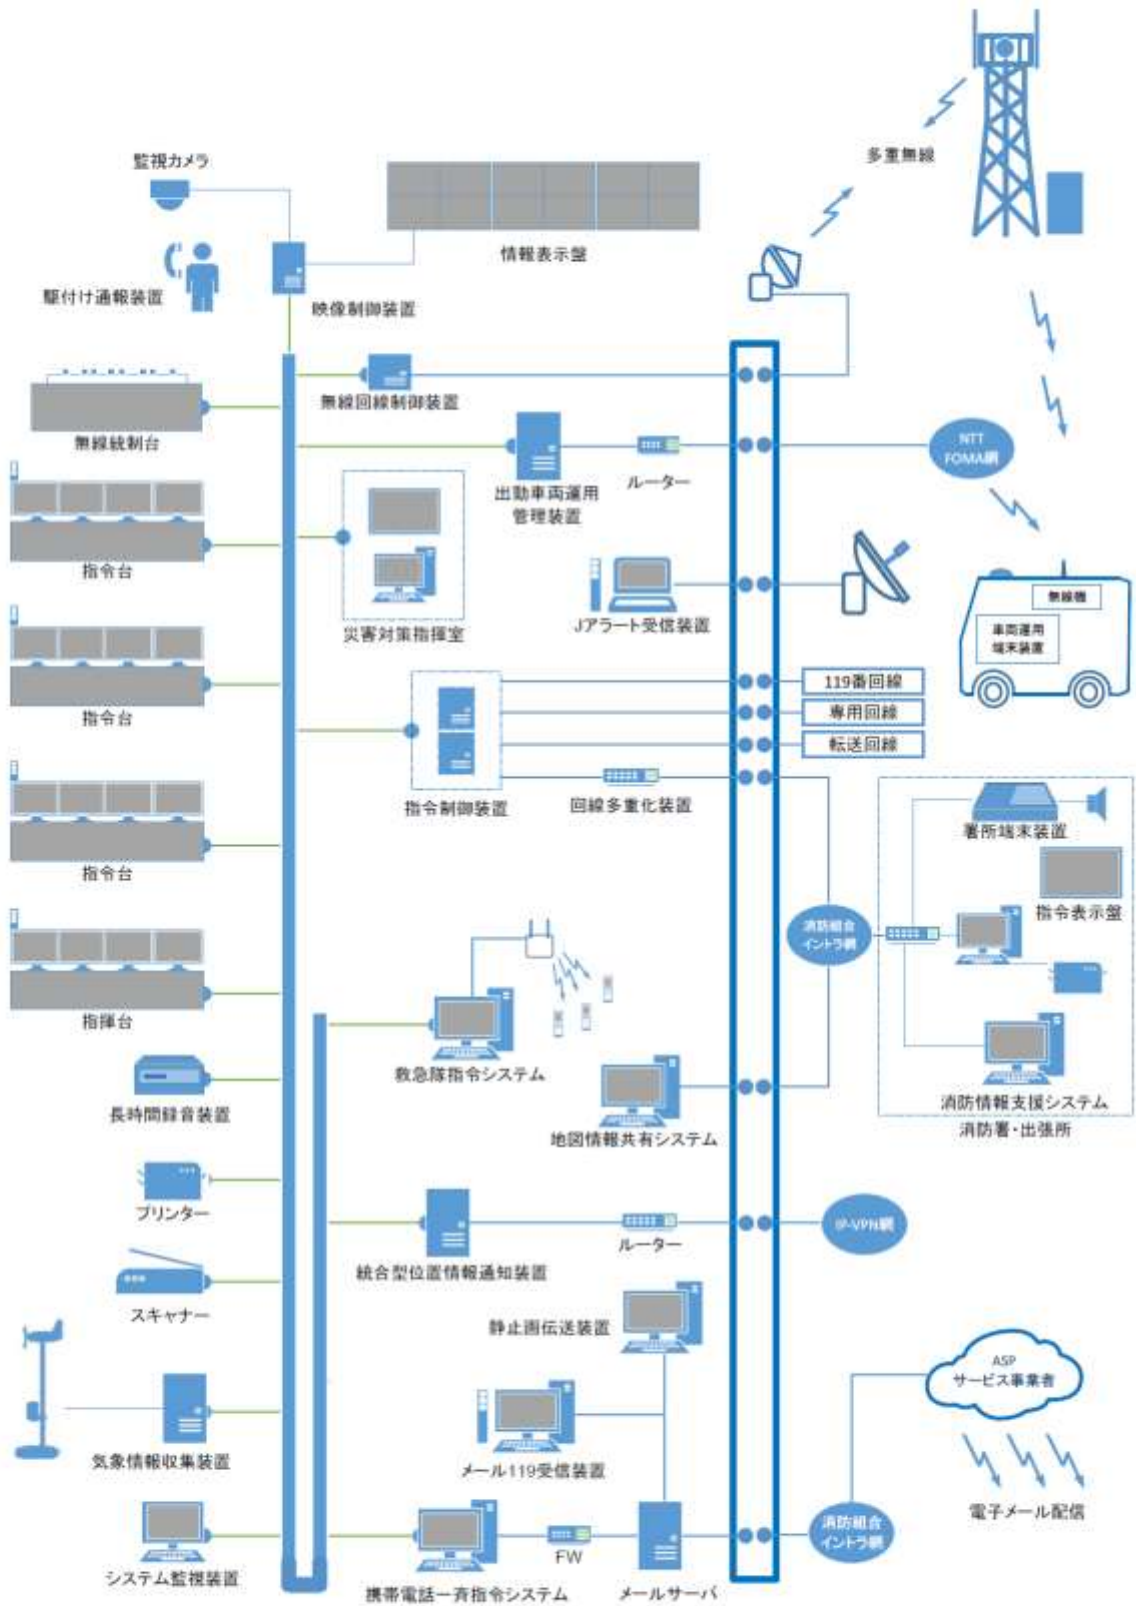 監視カメラ
多重無線
情報表示盤
駆付け通報装置
映像制御装置
無線回線制御装置
無線統制台
NTT
FOMA網
ルーター
出動車両運用
管理装置
指令台
無線機
車両運用
端末装置
Jアラート受信装置
災害対策指揮室
119番回線
専用回線
転送回線
指令台
指令制御装置
回線多重化装置
署所端末装置
指令台
指令表示盤
消防組合
イントラ網
指揮台
救急隊指令システム
長時間録音装置
消防情報支援システム
消防署・出張所
地図情報共有システム
プリンター
IP-VPN網
ルーター
統合型位置情報通知装置
スキャナー
静止画伝送装置
ASP
サービス事業者
気象情報収集装置
メール119受信装置
電子メール配信
消防組合
イントラ網
FW
システム監視装置
携帯電話一斉指令システム
メールサーバ